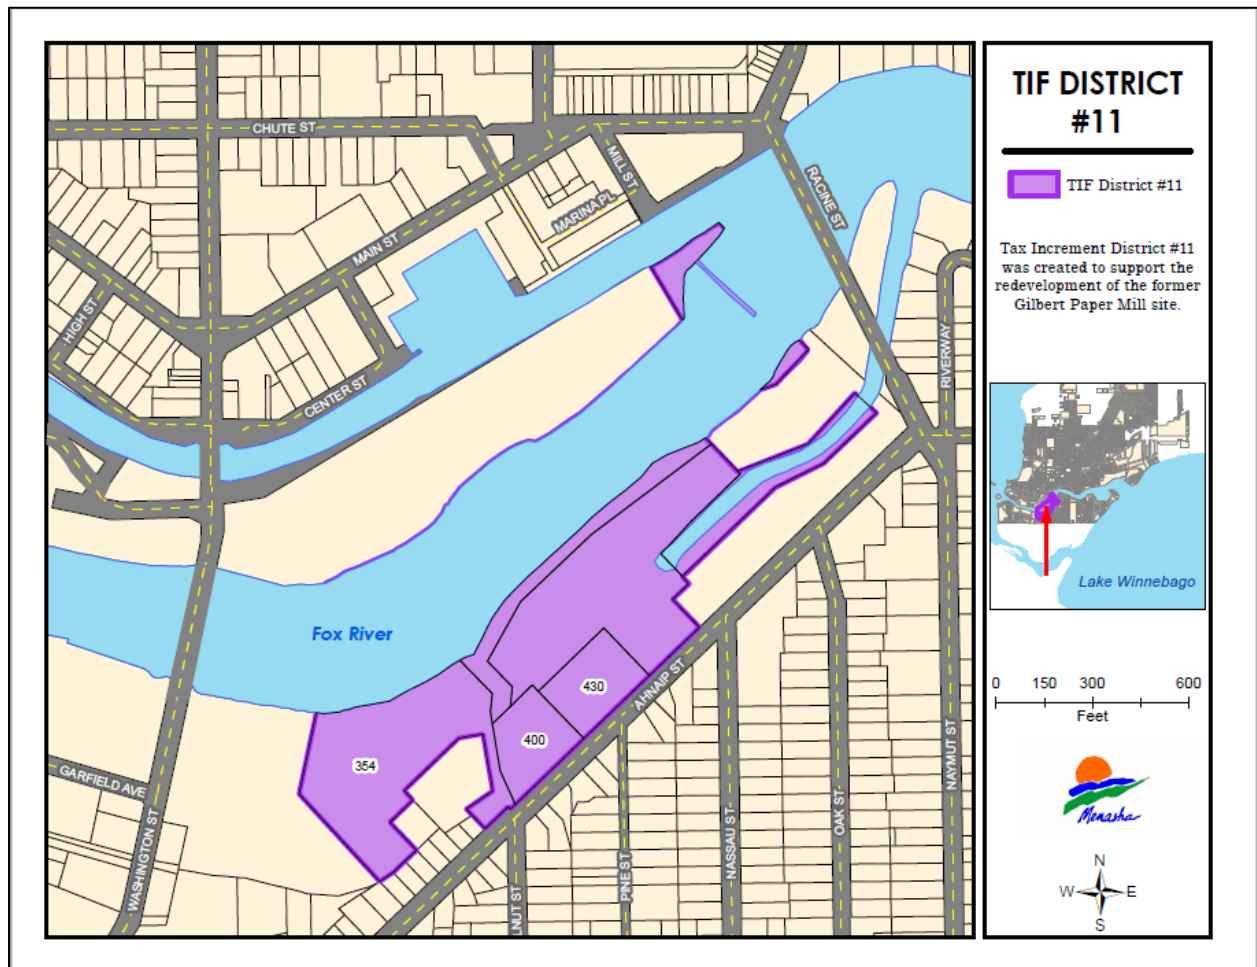 CHUTE ST
MILL ST
RACINE ST
MARINA PL
MAIN ST
HIGH ST
CENTER ST
RIVERWAY
Fox River
430
AHNAIP ST
400
354
GARFIELD AVE
WASHINGTON ST
LNUT ST
PINE ST
NASSAU ST
OAK ST
NAYMUT ST
TIF DISTRICT
#11
TIF District #11
Tax Increment District #11
was created to support the
redevelopment of the former
Gilbert Paper Mill site.
Lake Winnebago
0 150 300 600
Feet
Menasha
N
W E
S